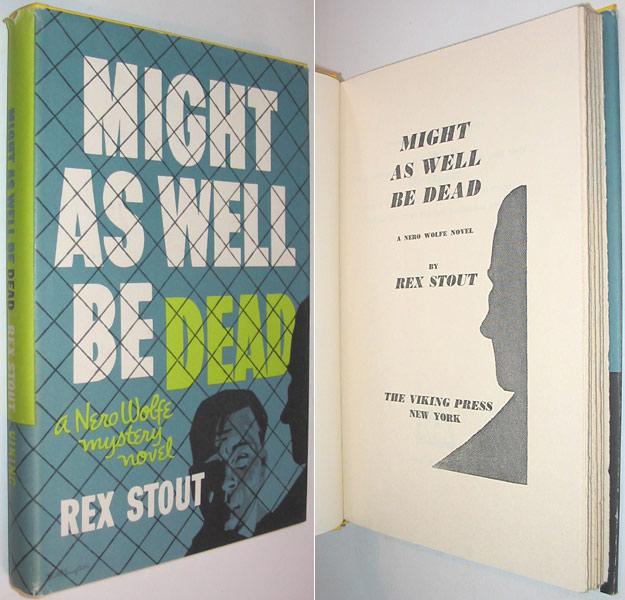 MIGHT AS WELL BE DEAD REX STOUT VIKING
MIGHT
AS WELL
BE DEAD
a Nero Wolfe
mystery
novel
REX STOUT
MIGHT
AS WELL
BE DEAD
A NERO WOLFE NOVEL
BY
REX STOUT
THE VIKING PRESS
NEW YORK